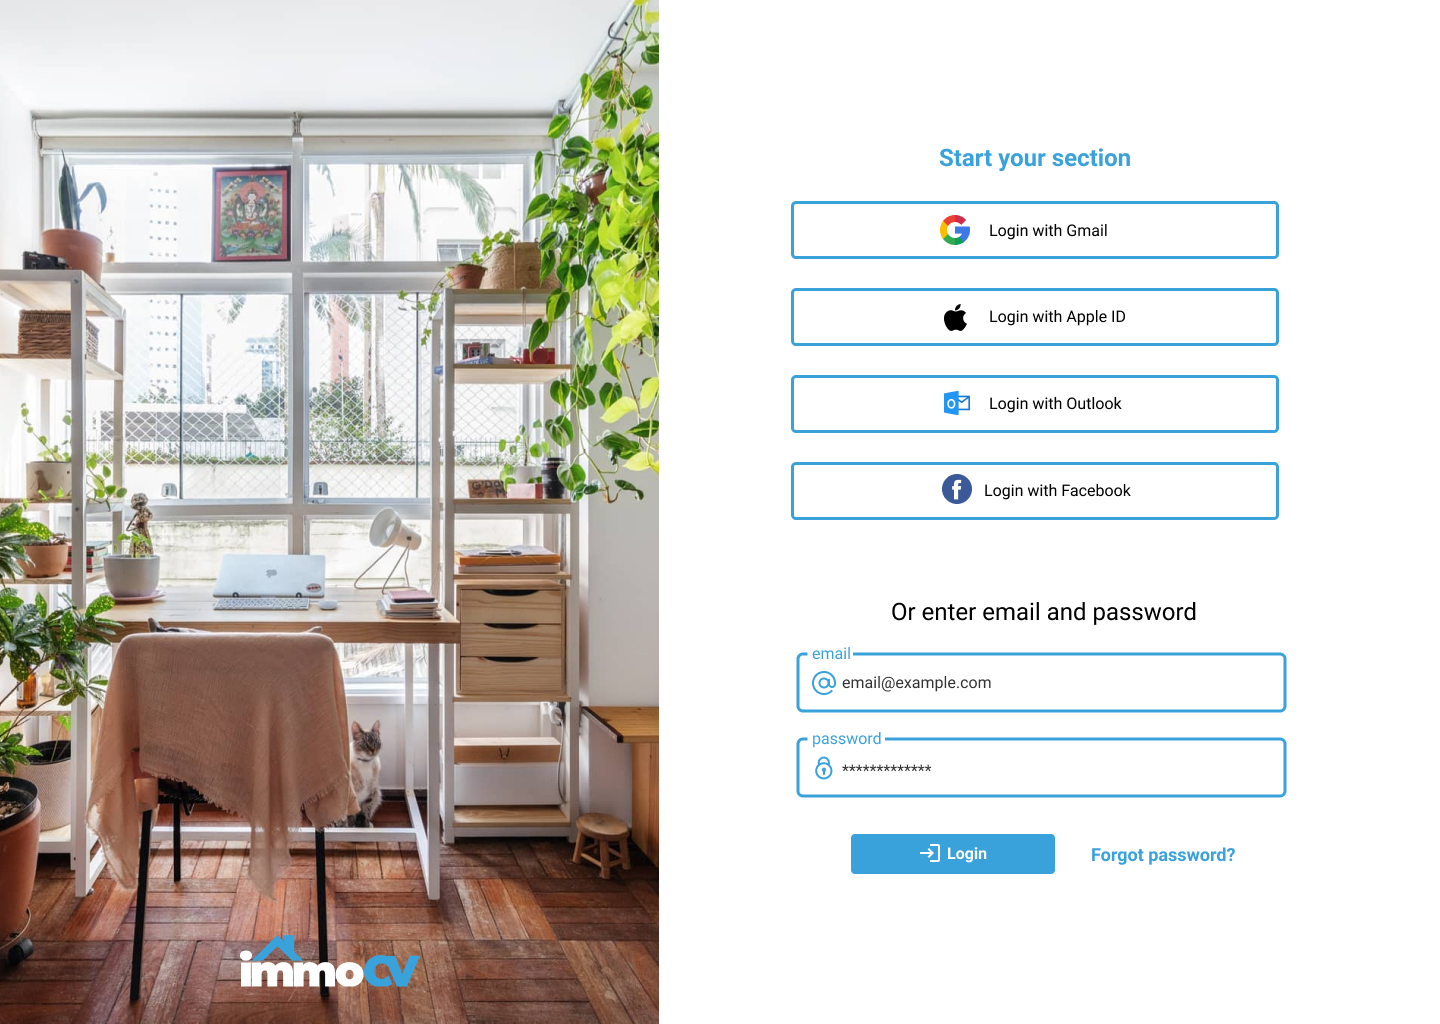 Start your section
Login with Gmail
Login with Apple ID
Login with Outlook
Login with Facebook
Or enter email and password
email
email@example.com
password
*************
Login
Forgot password?
immoCV